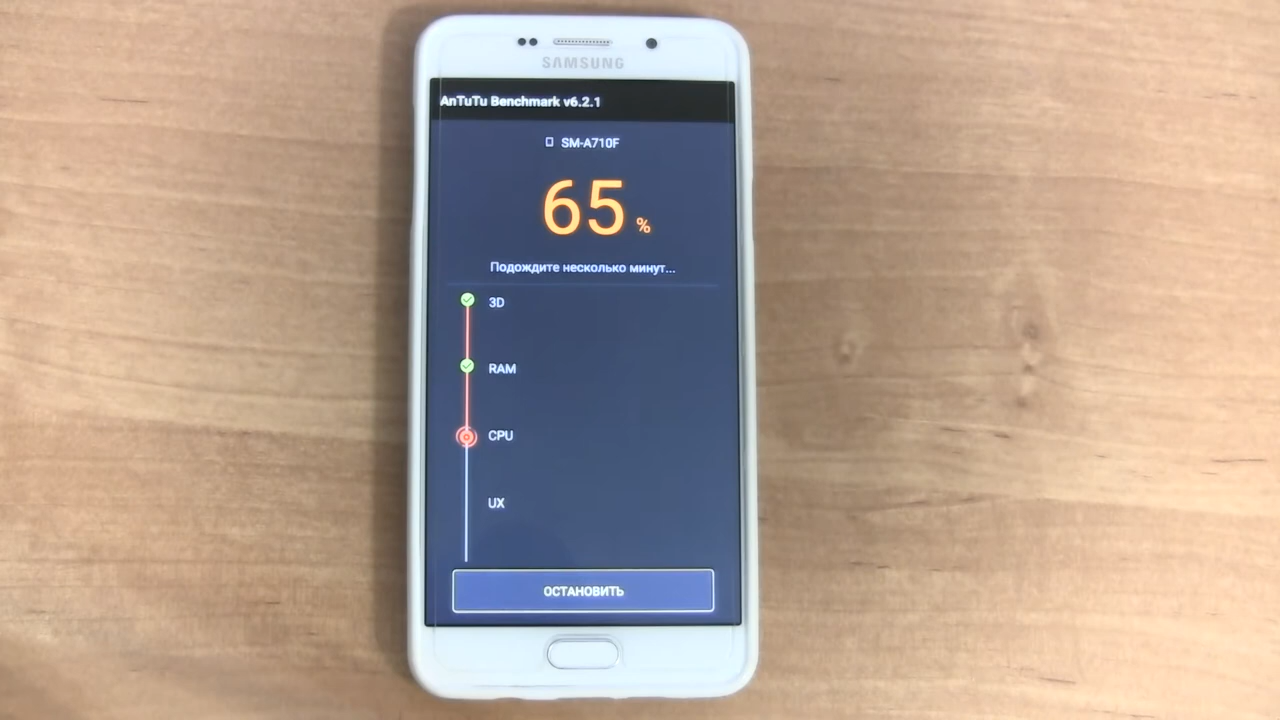 SAMSUNG
AnTuTu Benchmark v6.2.1
SM-A710F
65 %
Подождите несколько минут...
3D
RAM
CPU
UX
ОСТАНОВИТЬ